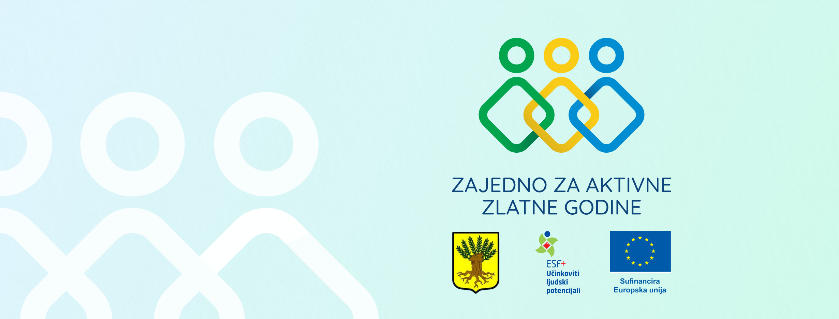 ZAJEDNO ZA AKTIVNE
ZLATNE GODINE
ESF+
Učinkoviti
ljudski
potencijali
Sufinancira
Europska unija